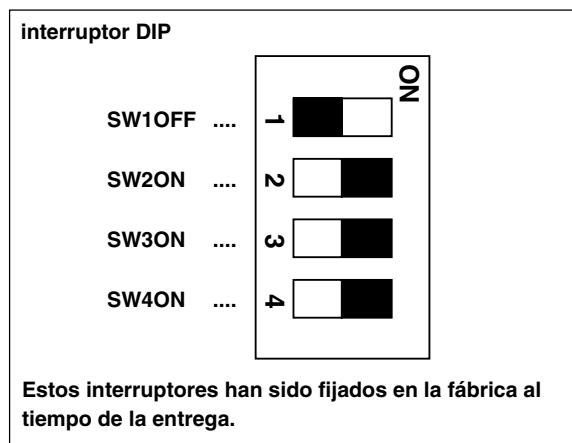 interruptor DIP
ON
SW1OFF .... 1
SW2ON .... 2
SW3ON .... 3
SW4ON .... 4
Estos interruptores han sido fijados en la fábrica al
tiempo de la entrega.